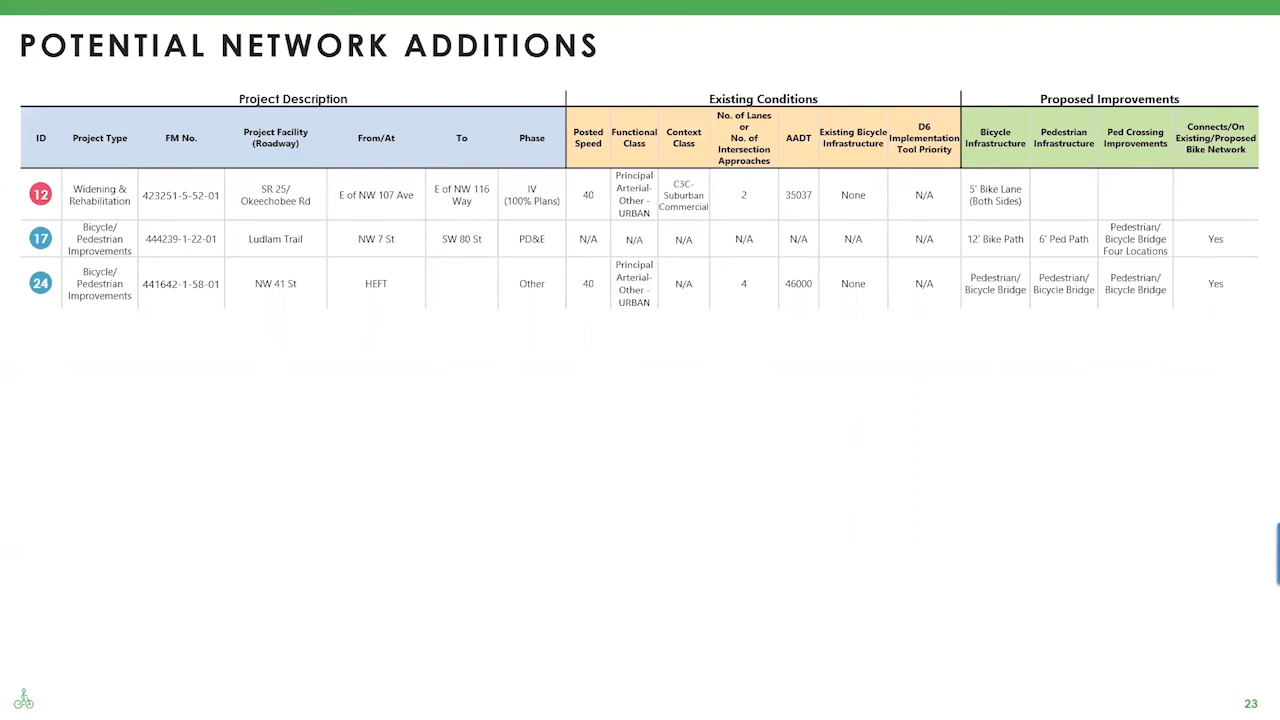 POTENTIAL NETWORK ADDITIONS
Project Description
Existing Conditions
Proposed Improvements
ID
Project Type
FM No.
Project Facility
(Roadway)
From/At
To
Phase
Posted
Speed
Functional
Class
Context
Class
No. of Lanes
or
No. of
Intersection
Approaches
AADT
Existing Bicycle
Infrastructure
D6
Implementation
Tool Priority
Bicycle
Infrastructure
Pedestrian
Infrastructure
Ped Crossing
Improvements
Connects/On
Existing/Proposed
Bike Network
12
Widening &
Rehabilitation
423251-5-52-01
SR 25/
Okeechobee Rd
E of NW 107 Ave
E of NW 116
Way
IV
(100% Plans)
40
Principal
Arterial-
Other -
URBAN
C3C-
Suburban
Commercial
2
35037
None
N/A
5' Bike Lane
(Both Sides)
17
Bicycle/
Pedestrian
Improvements
444239-1-22-01
Ludlam Trail
NW 7 St
SW 80 St
PD&E
N/A
N/A
N/A
N/A
N/A
N/A
N/A
12' Bike Path
6' Ped Path
Pedestrian/
Bicycle Bridge
Four Locations
Yes
24
Bicycle/
Pedestrian
Improvements
441642-1-58-01
NW 41 St
HEFT
Other
40
Principal
Arterial-
Other -
URBAN
N/A
4
46000
None
N/A
Pedestrian/
Bicycle Bridge
Pedestrian/
Bicycle Bridge
Pedestrian/
Bicycle Bridge
Yes
23